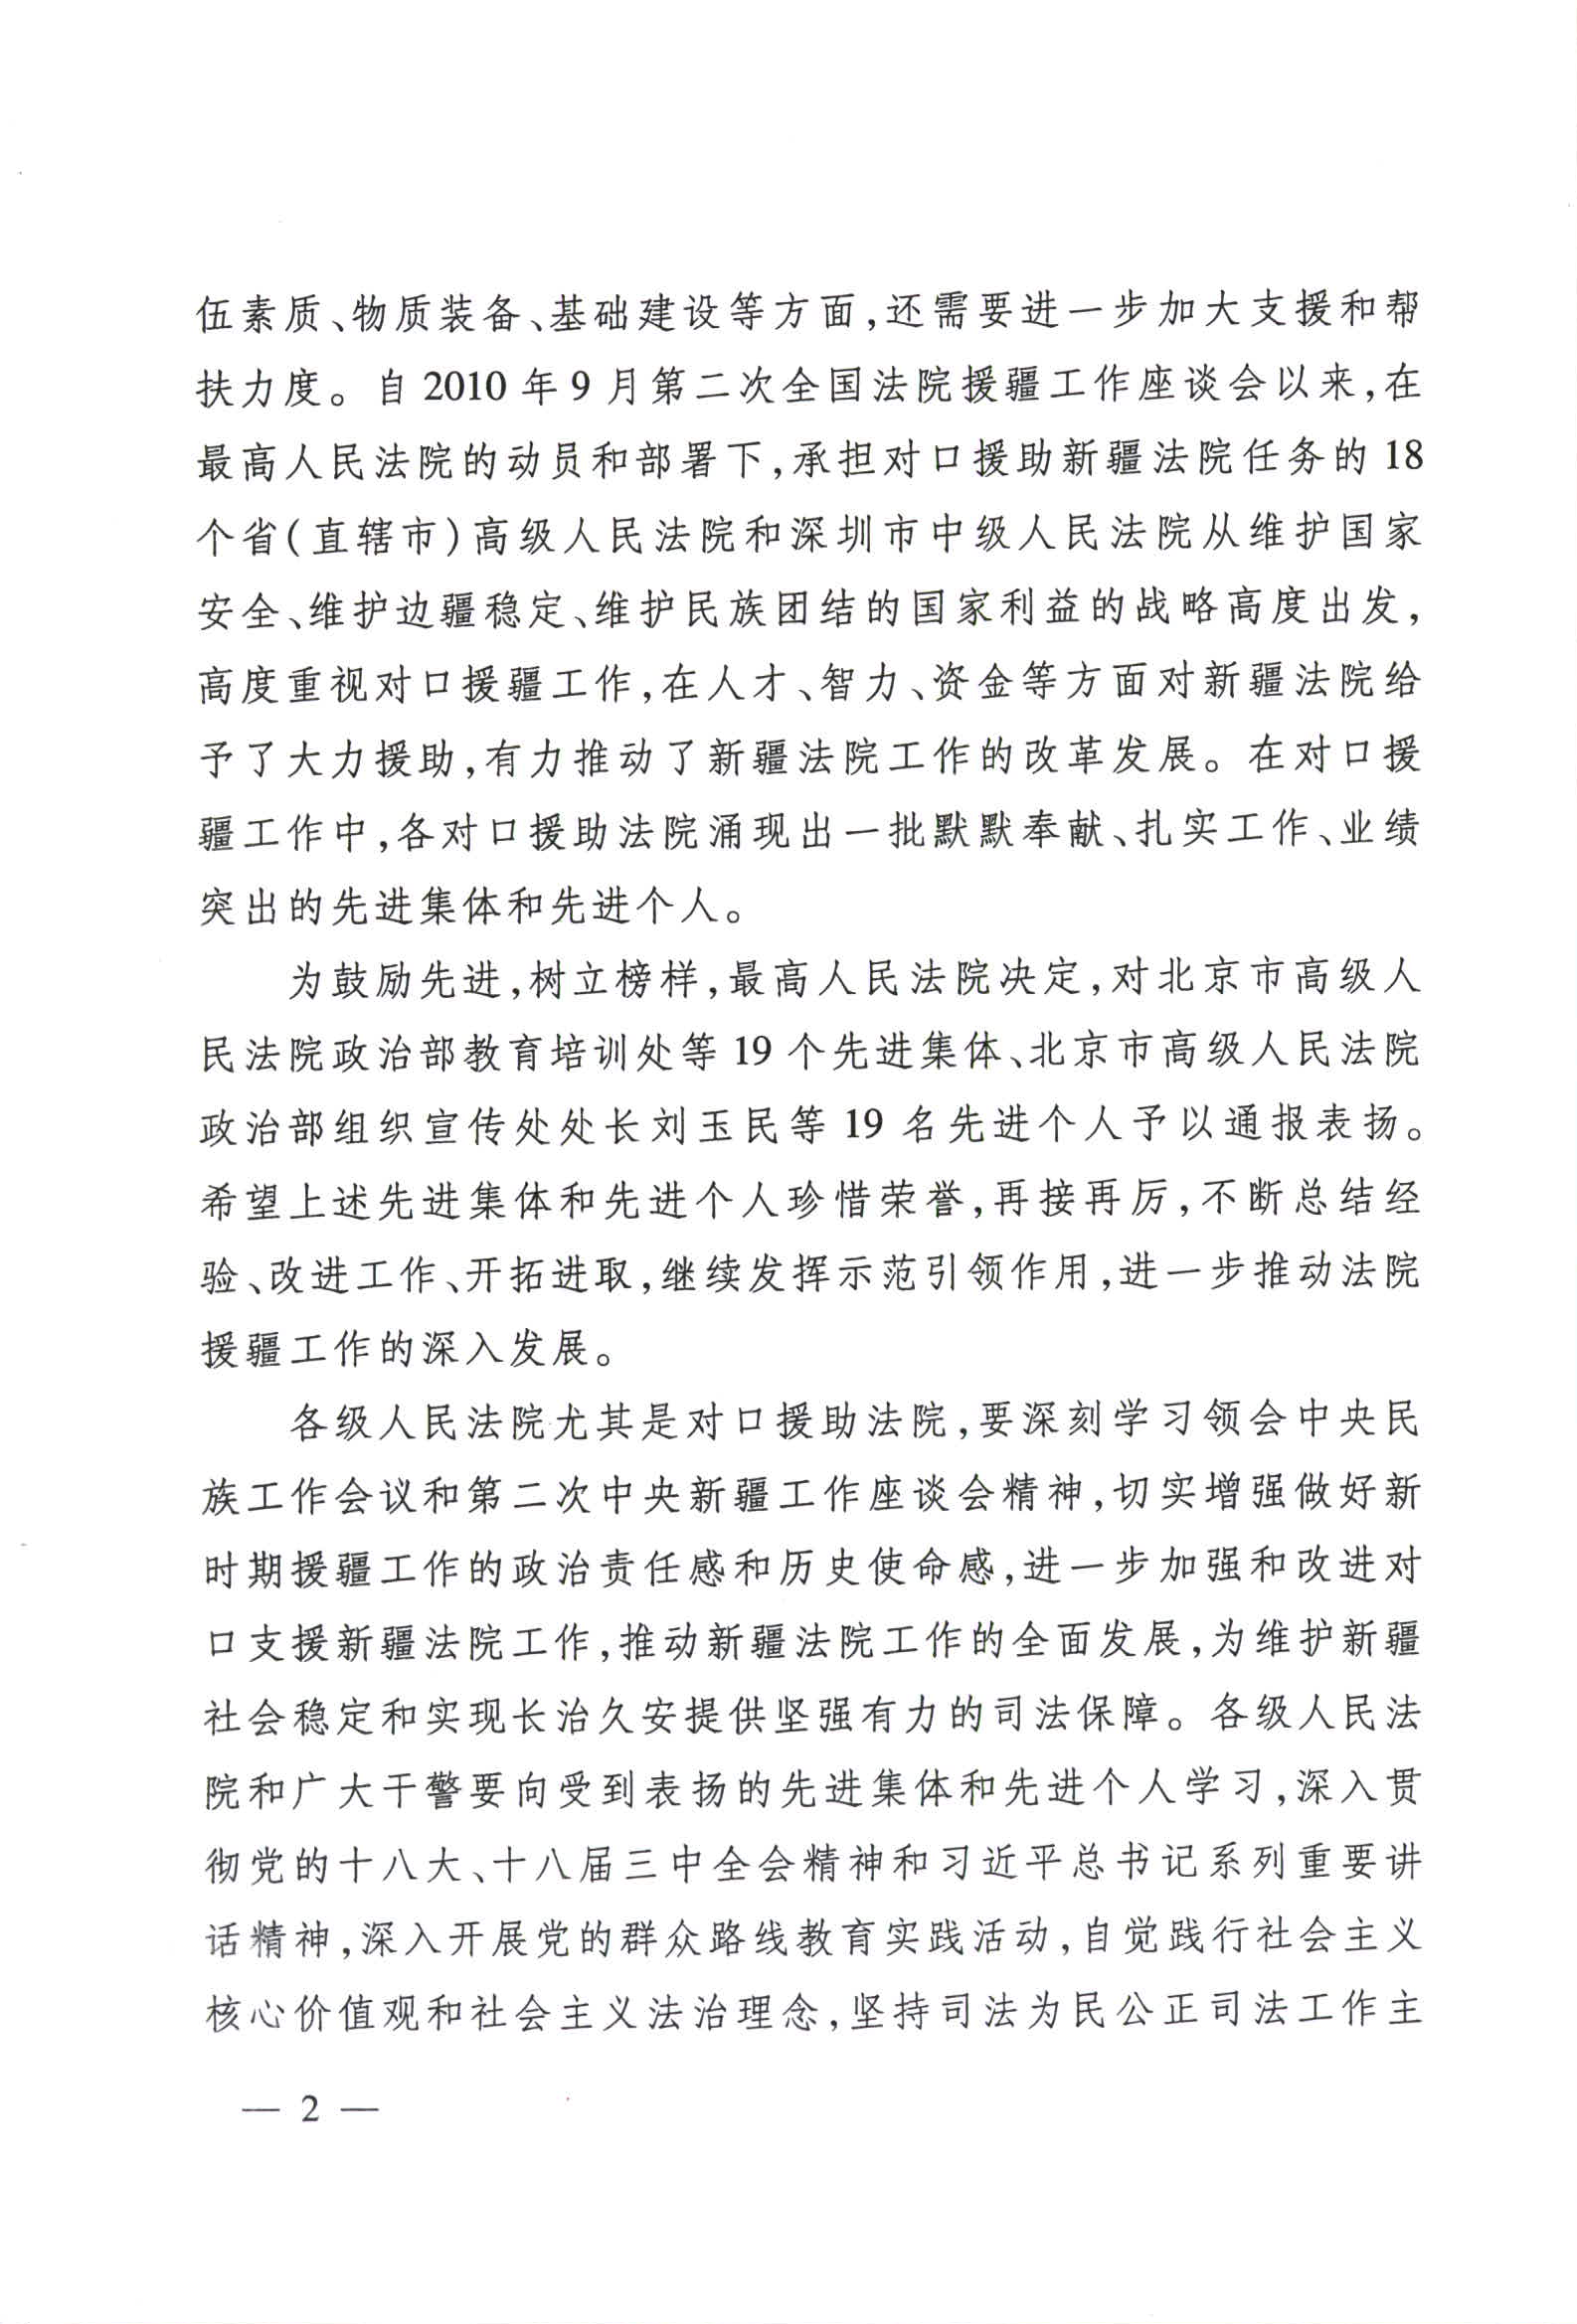 伍素质、物质装备、基础建设等方面,还需要进一步加大支援和帮
扶力度。自 2010 年 9 月第二次全国法院援疆工作座谈会以来,在
最高人民法院的动员和部署下,承担对口援助新疆法院任务的 18
个省(直辖市)高级人民法院和深圳市中级人民法院从维护国家
安全、维护边疆稳定、维护民族团结的国家利益的战略高度出发,
高度重视对口援疆工作,在人才、智力、资金等方面对新疆法院给
予了大力援助,有力推动了新疆法院工作的改革发展。在对口援
疆工作中,各对口援助法院涌现出一批默默奉献、扎实工作、业绩
突出的先进集体和先进个人。
为鼓励先进,树立榜样,最高人民法院决定,对北京市高级人
民法院政治部教育培训处等 19 个先进集体、北京市高级人民法院
政治部组织宣传处处长刘玉民等 19 名先进个人予以通报表扬。
希望上述先进集体和先进个人珍惜荣誉,再接再厉,不断总结经
验、改进工作、开拓进取,继续发挥示范引领作用,进一步推动法院
援疆工作的深入发展。
各级人民法院尤其是对口援助法院,要深刻学习领会中央民
族工作会议和第二次中央新疆工作座谈会精神,切实增强做好新
时期援疆工作的政治责任感和历史使命感,进一步加强和改进对
口支援新疆法院工作,推动新疆法院工作的全面发展,为维护新疆
社会稳定和实现长治久安提供坚强有力的司法保障。各级人民法
院和广大干警要向受到表扬的先进集体和先进个人学习,深入贯
彻党的十八大、十八届三中全会精神和习近平总书记系列重要讲
话精神,深入开展党的群众路线教育实践活动,自觉践行社会主义
核心价值观和社会主义法治理念,坚持司法为民公正司法工作主
— 2 —